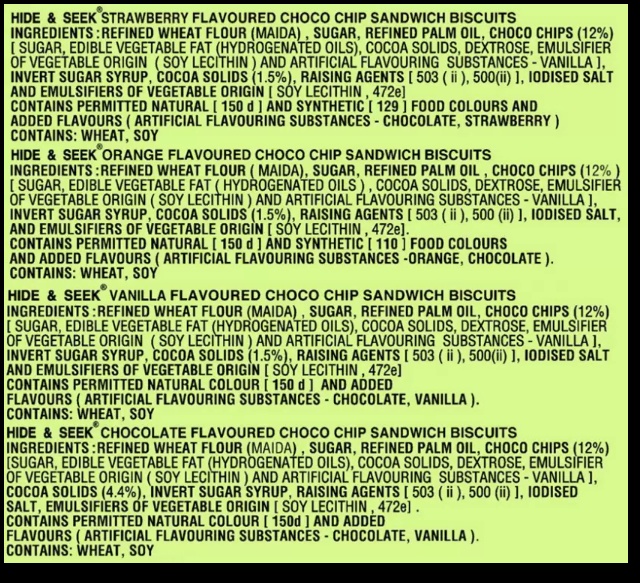 HIDE & SEEK® STRAWBERRY FLAVOURED CHOCO CHIP SANDWICH BISCUITS
INGREDIENTS :REFINED WHEAT FLOUR (MAIDA) , SUGAR, REFINED PALM OIL, CHOCO CHIPS (12%)
[ SUGAR, EDIBLE VEGETABLE FAT (HYDROGENATED OILS), COCOA SOLIDS, DEXTROSE, EMULSIFIER
OF VEGETABLE ORIGIN ( SOY LECITHIN ) AND ARTIFICIAL FLAVOURING SUBSTANCES - VANILLA ],
INVERT SUGAR SYRUP, COCOA SOLIDS (1.5%), RAISING AGENTS [ 503 ( ii ), 500(ii) ], IODISED SALT
AND EMULSIFIERS OF VEGETABLE ORIGIN [ SOY LECITHIN , 472e]
CONTAINS PERMITTED NATURAL [ 150 d ] AND SYNTHETIC [ 129 ] FOOD COLOURS AND
ADDED FLAVOURS ( ARTIFICIAL FLAVOURING SUBSTANCES - CHOCOLATE, STRAWBERRY )
CONTAINS: WHEAT, SOY
HIDE & SEEK® ORANGE FLAVOURED CHOCO CHIP SANDWICH BISCUITS
INGREDIENTS :REFINED WHEAT FLOUR ( MAIDA), SUGAR, REFINED PALM OIL , CHOCO CHIPS (12% )
[ SUGAR, EDIBLE VEGETABLE FAT ( HYDROGENATED OILS ) , COCOA SOLIDS, DEXTROSE, EMULSIFIER
OF VEGETABLE ORIGIN ( SOY LECITHIN ) AND ARTIFICIAL FLAVOURING SUBSTANCES - VANILLA ],
INVERT SUGAR SYRUP, COCOA SOLIDS (1.5%), RAISING AGENTS [ 503 ( ii ), 500 (ii) ], IODISED SALT,
AND EMULSIFIERS OF VEGETABLE ORIGIN [ SOY LECITHIN , 472e].
CONTAINS PERMITTED NATURAL [ 150 d ] AND SYNTHETIC [ 110 ] FOOD COLOURS
AND ADDED FLAVOURS ( ARTIFICIAL FLAVOURING SUBSTANCES -ORANGE, CHOCOLATE ).
CONTAINS: WHEAT, SOY
HIDE & SEEK® VANILLA FLAVOURED CHOCO CHIP SANDWICH BISCUITS
INGREDIENTS :REFINED WHEAT FLOUR (MAIDA) , SUGAR, REFINED PALM OIL, CHOCO CHIPS (12%)
[ SUGAR, EDIBLE VEGETABLE FAT (HYDROGENATED OILS), COCOA SOLIDS, DEXTROSE, EMULSIFIER
OF VEGETABLE ORIGIN ( SOY LECITHIN ) AND ARTIFICIAL FLAVOURING SUBSTANCES - VANILLA ],
INVERT SUGAR SYRUP, COCOA SOLIDS (1.5%), RAISING AGENTS [ 503 ( ii ), 500(ii) ], IODISED SALT
AND EMULSIFIERS OF VEGETABLE ORIGIN [ SOY LECITHIN , 472e]
CONTAINS PERMITTED NATURAL COLOUR [ 150 d ] AND ADDED
FLAVOURS ( ARTIFICIAL FLAVOURING SUBSTANCES - CHOCOLATE, VANILLA ).
CONTAINS: WHEAT, SOY
HIDE & SEEK® CHOCOLATE FLAVOURED CHOCO CHIP SANDWICH BISCUITS
INGREDIENTS :REFINED WHEAT FLOUR (MAIDA) , SUGAR, REFINED PALM OIL, CHOCO CHIPS (12%)
[SUGAR, EDIBLE VEGETABLE FAT (HYDROGENATED OILS), COCOA SOLIDS, DEXTROSE, EMULSIFIER
OF VEGETABLE ORIGIN ( SOY LECITHIN ) AND ARTIFICIAL FLAVOURING SUBSTANCES - VANILLA ],
COCOA SOLIDS (4.4%), INVERT SUGAR SYRUP, RAISING AGENTS [ 503 ( ii ), 500 (ii) ], IODISED
SALT, EMULSIFIERS OF VEGETABLE ORIGIN [ SOY LECITHIN , 472e] .
CONTAINS PERMITTED NATURAL COLOUR [ 150d ] AND ADDED
FLAVOURS ( ARTIFICIAL FLAVOURING SUBSTANCES - CHOCOLATE, VANILLA ).
CONTAINS: WHEAT, SOY